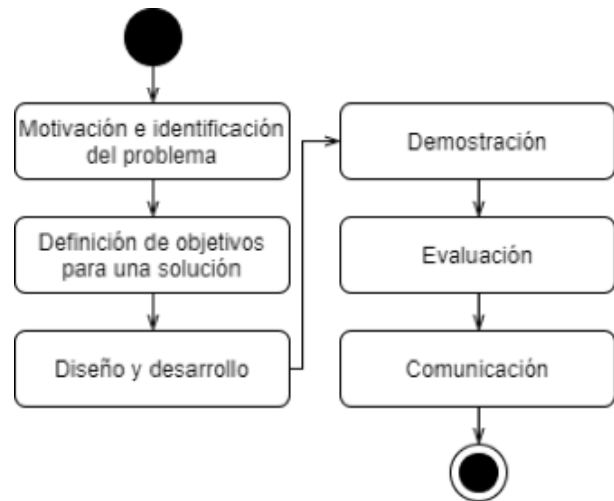 Motivación e identificación
del problema
Definición de objetivos
para una solución
Diseño y desarrollo
Demostración
Evaluación
Comunicación